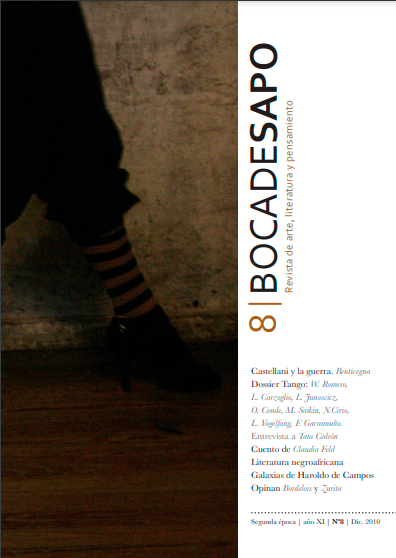 8|BOCADESAPO
Revista de arte, literatura y pensamiento
Castellani y la guerra. Bentivegna
Dossier Tango: W. Romero,
L. Carzoglio, L. Junowicz,
O. Conde, M. Saikin, N.Cirio,
L. Vogelfang, F. Garramuño.
Entrevista a Tata Cedrón
Cuento de Claudia Feld
Literatura negroafricana
Galaxias de Haroldo de Campos
Opinan Bordelois y Zurita
Segunda época | año XI | Nº8 | Dic. 2010